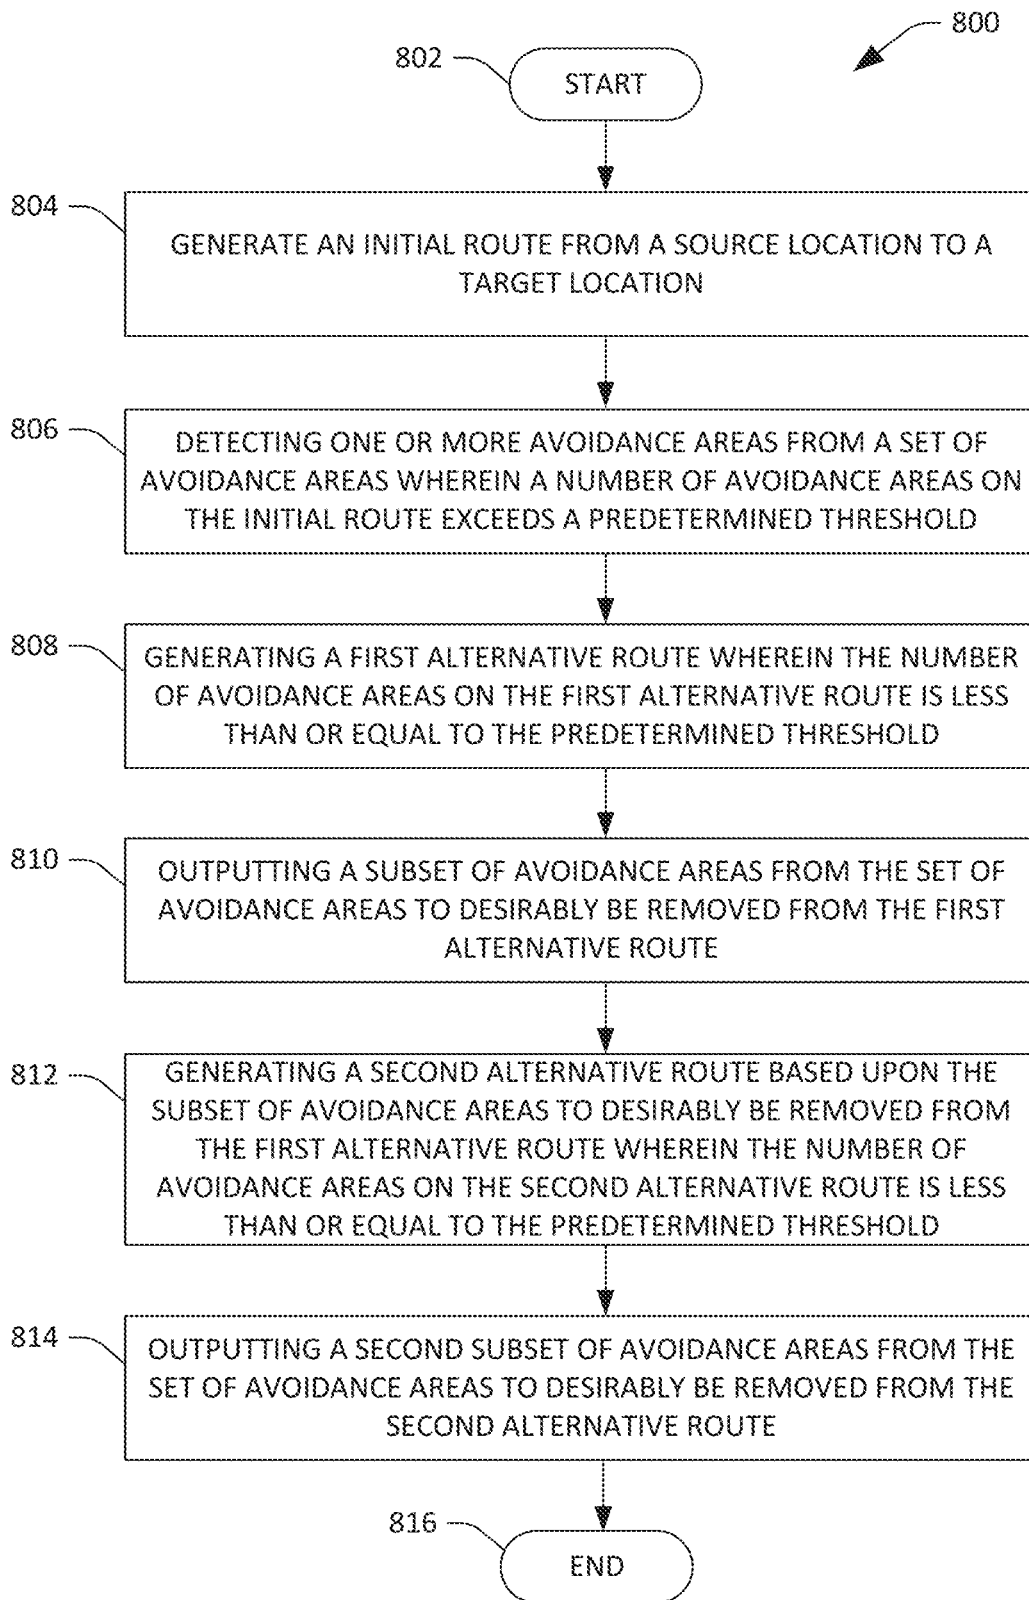 800
802
START
804
GENERATE AN INITIAL ROUTE FROM A SOURCE LOCATION TO A
TARGET LOCATION
806
DETECTING ONE OR MORE AVOIDANCE AREAS FROM A SET OF
AVOIDANCE AREAS WHEREIN A NUMBER OF AVOIDANCE AREAS ON
THE INITIAL ROUTE EXCEEDS A PREDETERMINED THRESHOLD
808
GENERATING A FIRST ALTERNATIVE ROUTE WHEREIN THE NUMBER
OF AVOIDANCE AREAS ON THE FIRST ALTERNATIVE ROUTE IS LESS
THAN OR EQUAL TO THE PREDETERMINED THRESHOLD
810
OUTPUTTING A SUBSET OF AVOIDANCE AREAS FROM THE SET OF
AVOIDANCE AREAS TO DESIRABLY BE REMOVED FROM THE FIRST
ALTERNATIVE ROUTE
812
GENERATING A SECOND ALTERNATIVE ROUTE BASED UPON THE
SUBSET OF AVOIDANCE AREAS TO DESIRABLY BE REMOVED FROM
THE FIRST ALTERNATIVE ROUTE WHEREIN THE NUMBER OF
AVOIDANCE AREAS ON THE SECOND ALTERNATIVE ROUTE IS LESS
THAN OR EQUAL TO THE PREDETERMINED THRESHOLD
814
OUTPUTTING A SECOND SUBSET OF AVOIDANCE AREAS FROM THE
SET OF AVOIDANCE AREAS TO DESIRABLY BE REMOVED FROM THE
SECOND ALTERNATIVE ROUTE
816
END